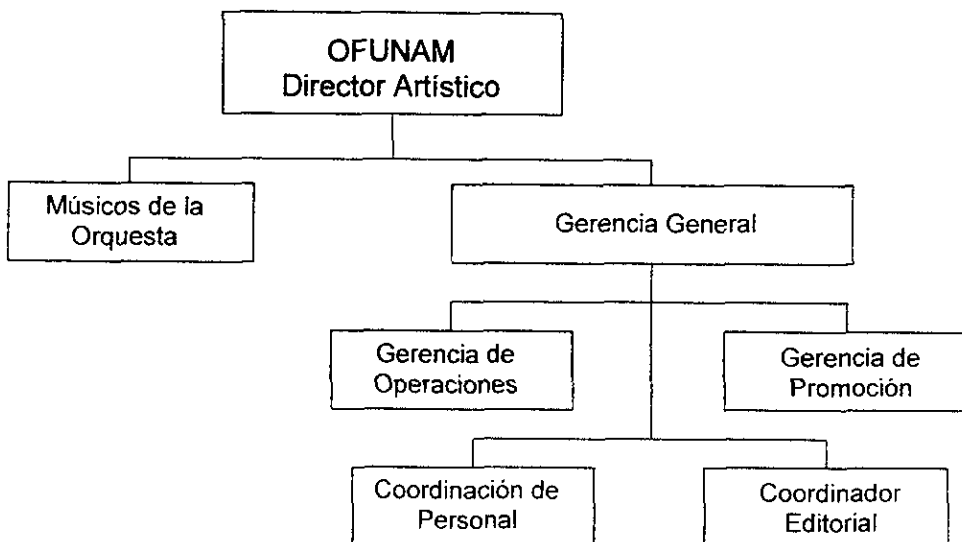 OFUNAM
Director Artístico
Músicos de la
Orquesta
Gerencia General
Gerencia de
Operaciones
Gerencia de
Promoción
Coordinación de
Personal
Coordinador
Editorial